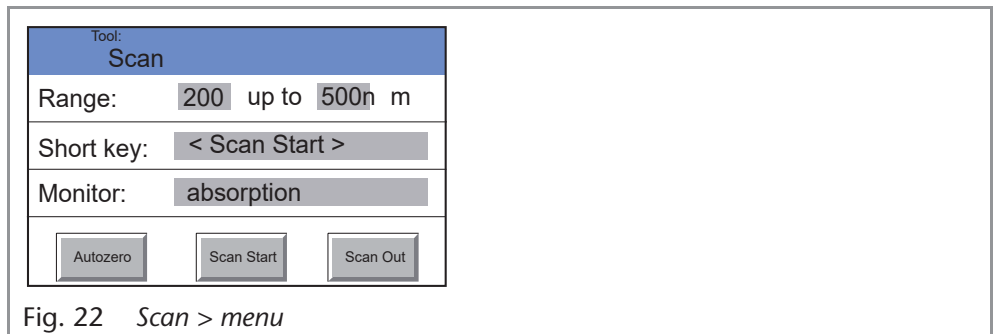 Tool:
Scan
Range: 200 up to 500n m
Short key: < Scan Start >
Monitor: absorption
Autozero Scan Start Scan Out
Fig. 22 Scan > menu